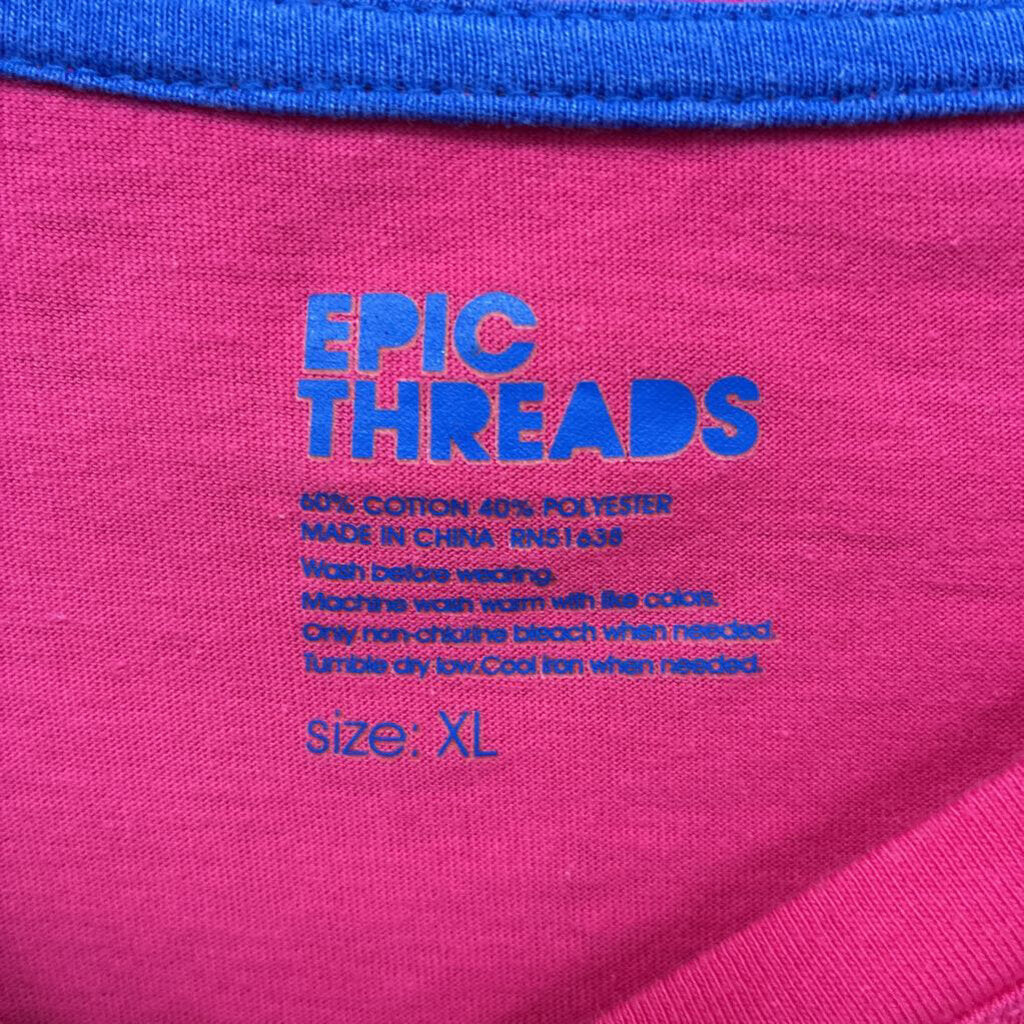 EPIC
THREADS
60% COTTON 40% POLYESTER
MADE IN CHINA RN51638
Wash before wearing.
Machine wash warm with like colors.
Only non-chlorine bleach when needed.
Tumble dry low.Cool iron when needed.
size: XL